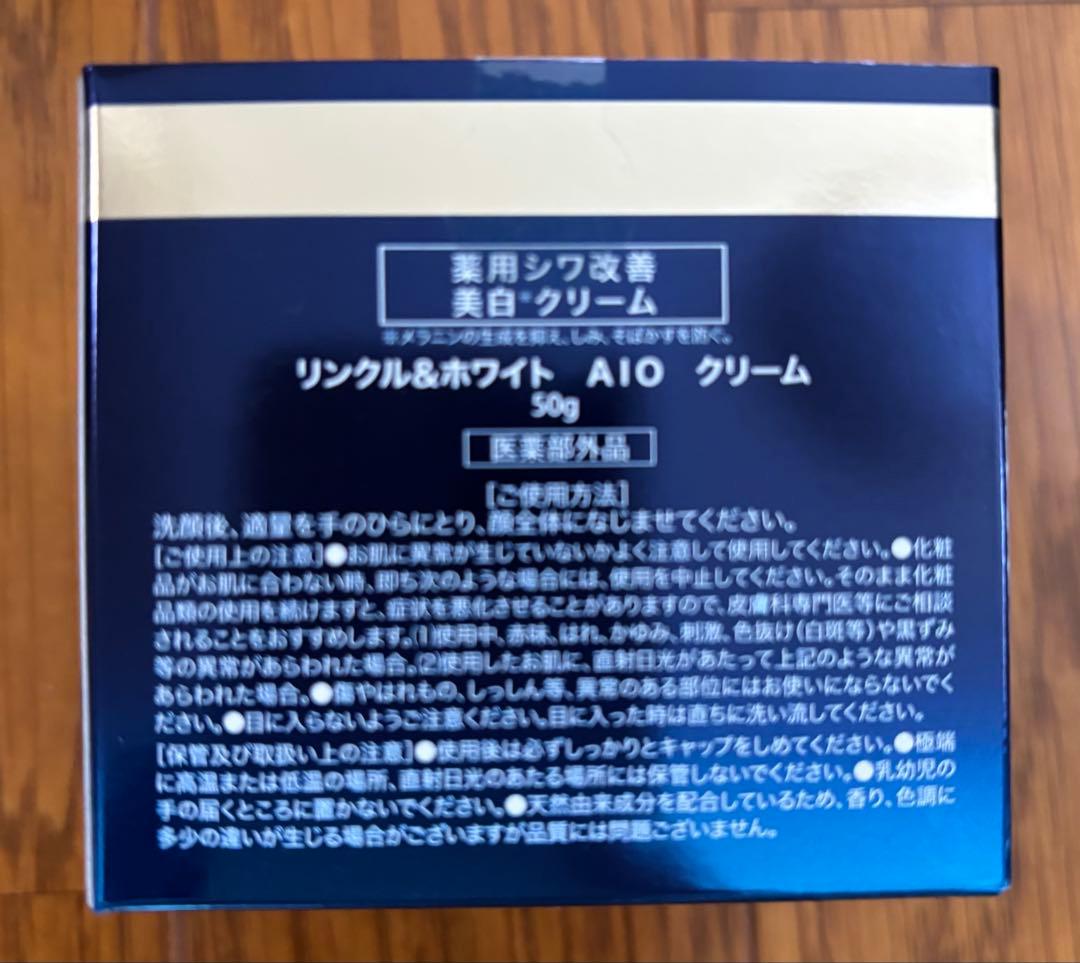 薬用シワ改善
美白※クリーム
※メラニンの生成を抑え、しみ、そばかすを防ぐ。
リンクル&ホワイト AIO クリーム
50g
医薬部外品
[ご使用方法]
洗顔後、適量を手のひらにとり、顔全体になじませてください。
[ご使用上の注意]●お肌に異常が生じていないかよく注意して使用してください。●化粧
品がお肌に合わない時、即ち次のような場合には、使用を中止してください。そのまま化粧
品類の使用を続けますと、症状を悪化させることがありますので、皮膚科専門医等にご相談
されることをおすすめします。(1)使用中、赤味、はれ、かゆみ、刺激、色抜け(白斑等)や黒ずみ
等の異常があらわれた場合。(2)使用したお肌に、直射日光があたって上記のような異常が
あらわれた場合。●傷やはれもの、しっしん等、異常のある部位にはお使いにならないでく
ださい。●目に入らないようご注意ください。目に入った時は直ちに洗い流してください。
[保管及び取扱い上の注意]●使用後は必ずしっかりとキャップをしめてください。●極端
に高温または低温の場所、直射日光のあたる場所には保管しないでください。●乳幼児の
手の届くところに置かないでください。●天然由来成分を配合しているため、香り、色調に
多少の違いが生じる場合がございますが品質には問題ございません。